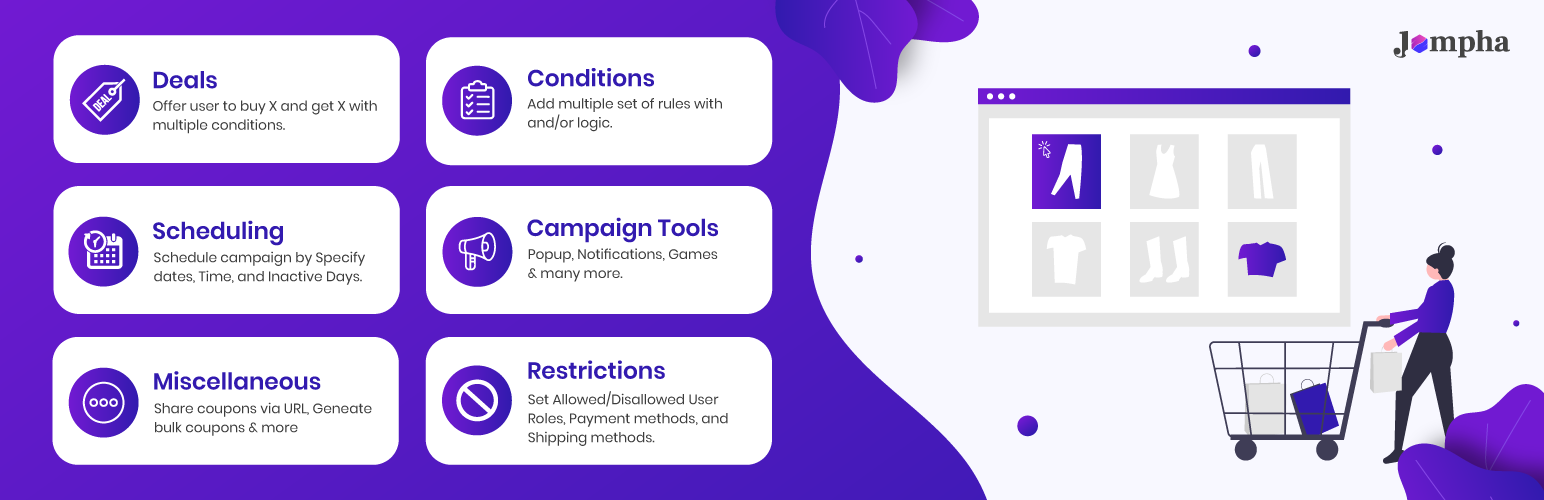 Deals
Offer user to buy X and get X with
multiple conditions.
Conditions
Add multiple set of rules with
and/or logic.
Scheduling
Schedule campaign by Specify
dates, Time, and Inactive Days.
Campaign Tools
Popup, Notifications, Games
& many more.
Miscellaneous
Share coupons via URL, Geneate
bulk coupons & more
Restrictions
Set Allowed/Disallowed User
Roles, Payment methods, and
Shipping methods.
DEAL
Jompha